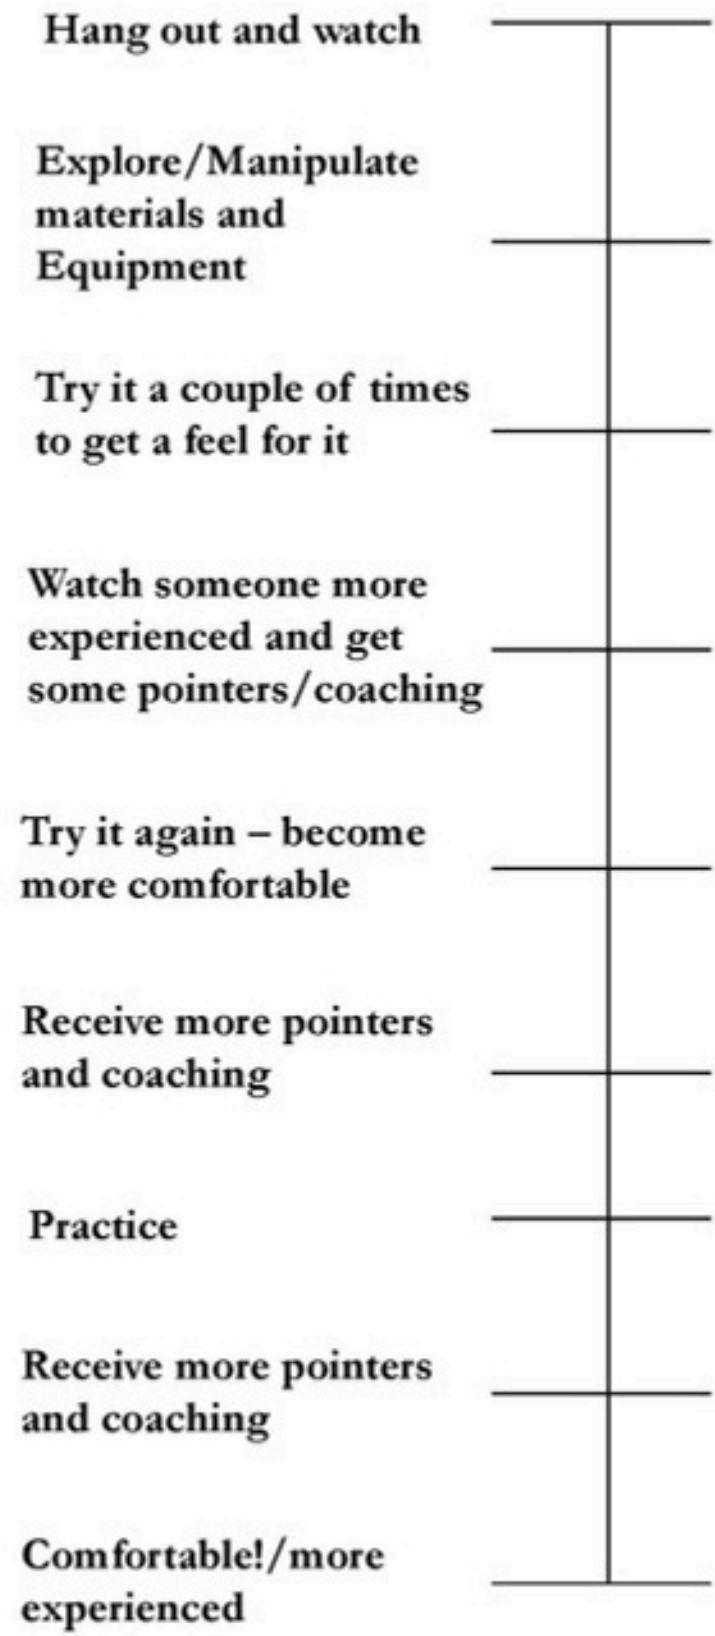 Hang out and watch
Explore/Manipulate
materials and
Equipment
Try it a couple of times
to get a feel for it
Watch someone more
experienced and get
some pointers/coaching
Try it again – become
more comfortable
Receive more pointers
and coaching
Practice
Receive more pointers
and coaching
Comfortable!/more
experienced